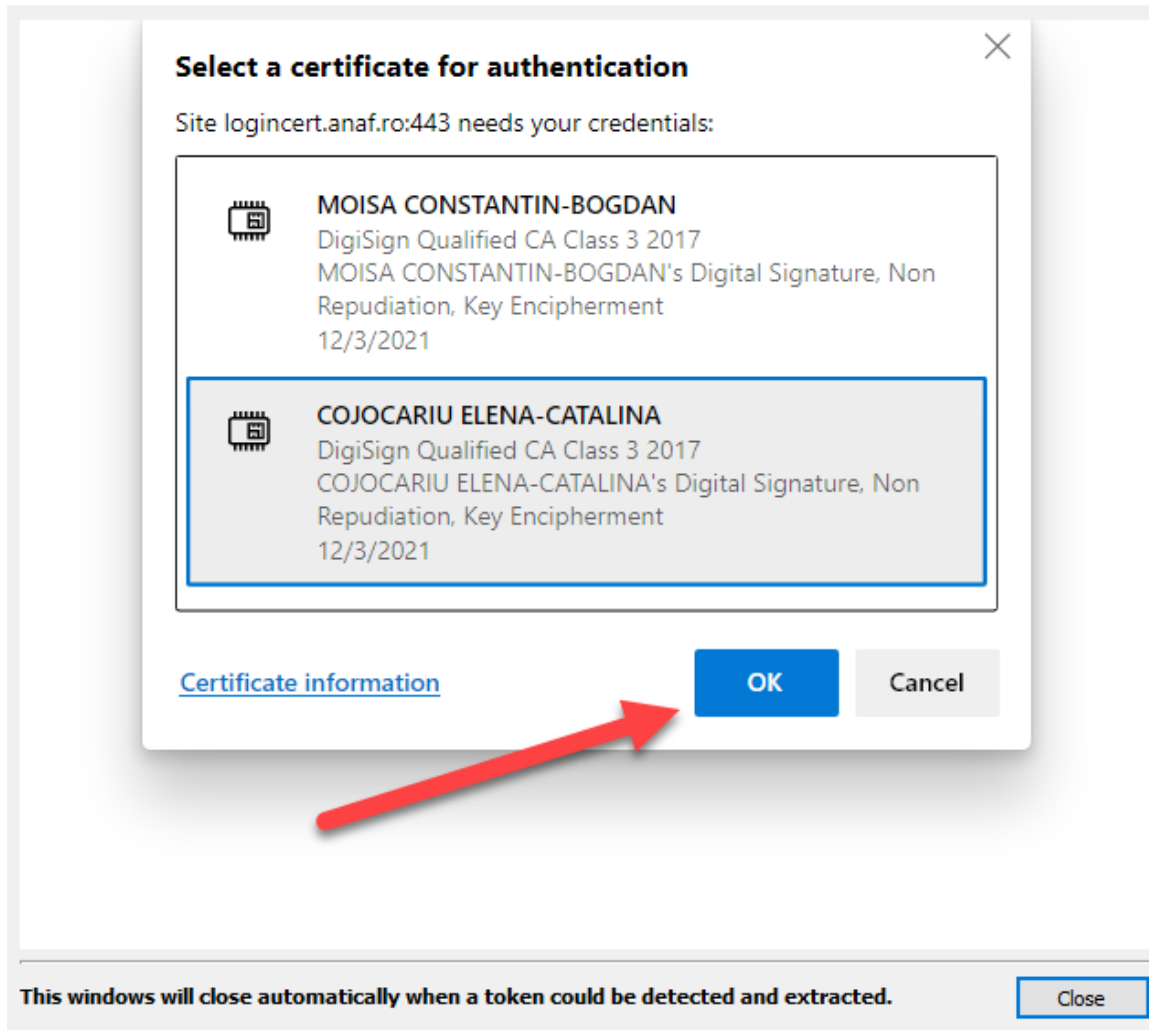 Select a certificate for authentication
Site logincert.anaf.ro:443 needs your credentials:
MOISA CONSTANTIN-BOGDAN
DigiSign Qualified CA Class 3 2017
MOISA CONSTANTIN-BOGDAN's Digital Signature, Non
Repudiation, Key Encipherment
12/3/2021
COJOCARIU ELENA-CATALINA
DigiSign Qualified CA Class 3 2017
COJOCARIU ELENA-CATALINA's Digital Signature, Non
Repudiation, Key Encipherment
12/3/2021
Certificate information
OK
Cancel
This windows will close automatically when a token could be detected and extracted.
Close